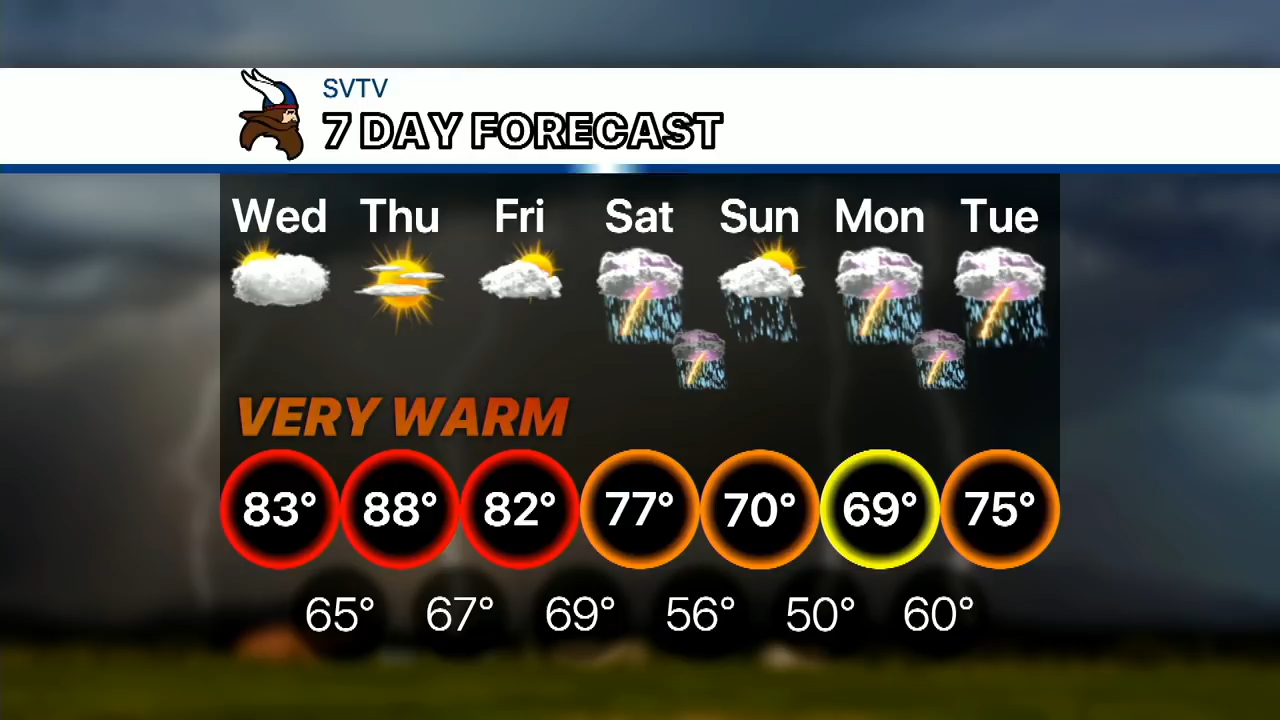 SVTV
7 DAY FORECAST
Wed Thu Fri Sat Sun Mon Tue
VERY WARM
83° 88° 82° 77° 70° 69° 75°
65° 67° 69° 56° 50° 60°